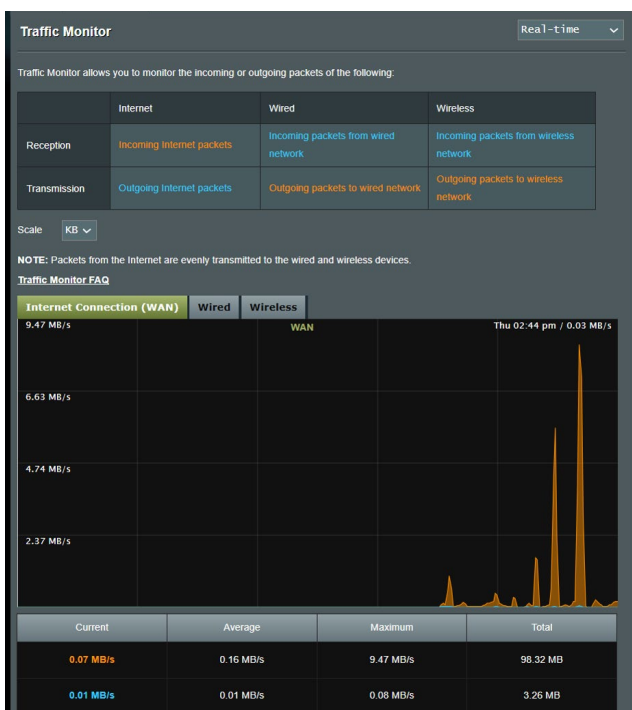 Traffic Monitor
Real-time
Traffic Monitor allows you to monitor the incoming or outgoing packets of the following:
Internet Wired Wireless
Reception Incoming Internet packets Incoming packets from wired network Incoming packets from wireless network
Transmission Outgoing Internet packets Outgoing packets to wired network Outgoing packets to wireless network
Scale KB
NOTE: Packets from the Internet are evenly transmitted to the wired and wireless devices.
Traffic Monitor FAQ
Internet Connection (WAN) Wired Wireless
9.47 MB/s WAN Thu 02:44 pm / 0.03 MB/s
6.63 MB/s
4.74 MB/s
2.37 MB/s
Current Average Maximum Total
0.07 MB/s 0.16 MB/s 9.47 MB/s 98.32 MB
0.01 MB/s 0.01 MB/s 0.08 MB/s 3.26 MB